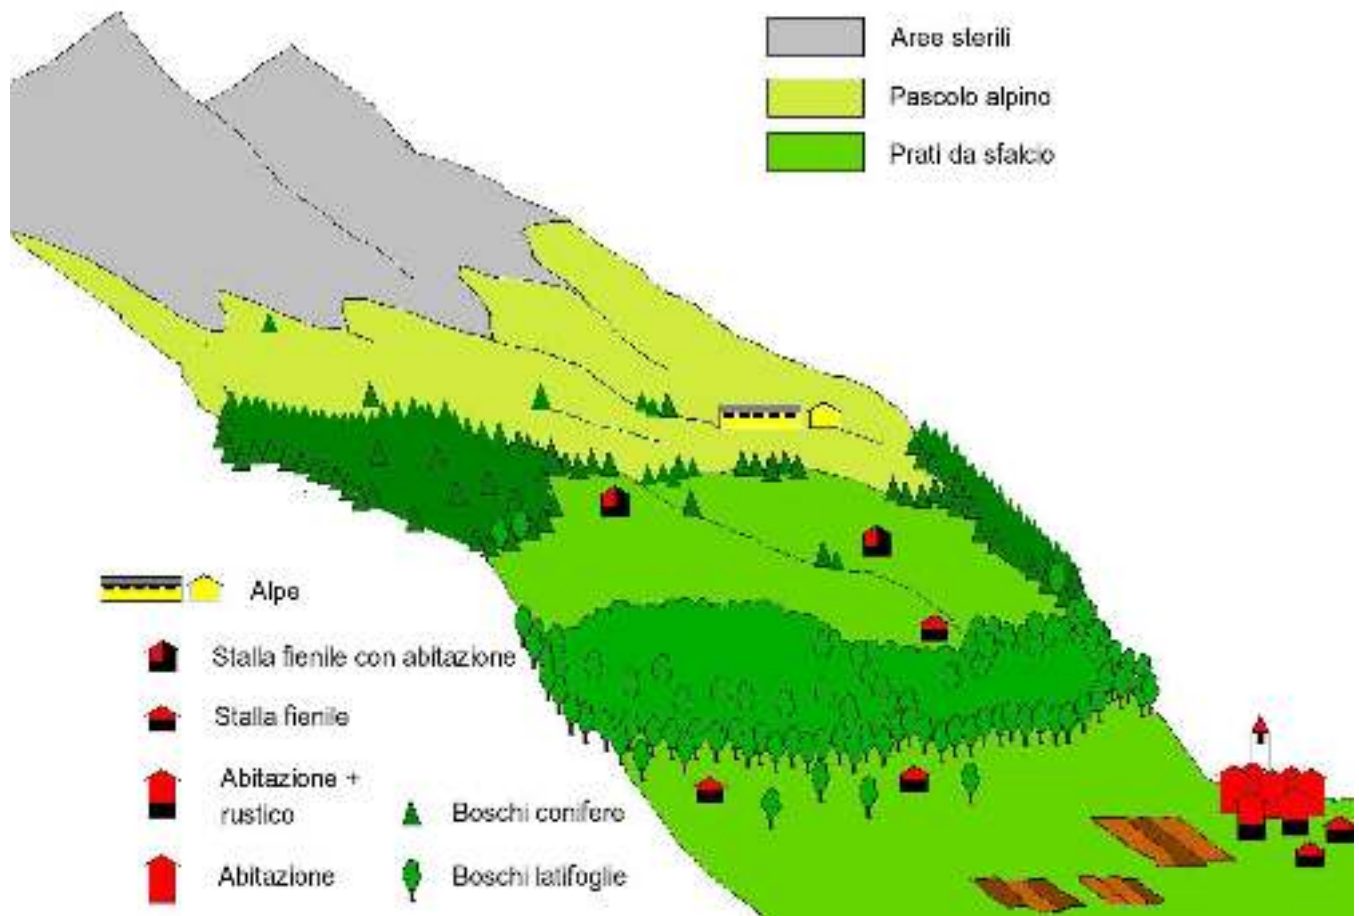 Aree sterili
Pascolo alpino
Prati da sfalcio
Alpe
Stalla fienile con abitazione
Stalla fienile
Abitazione +
rustico
Abitazione
Boschi conifere
Boschi latifoglie